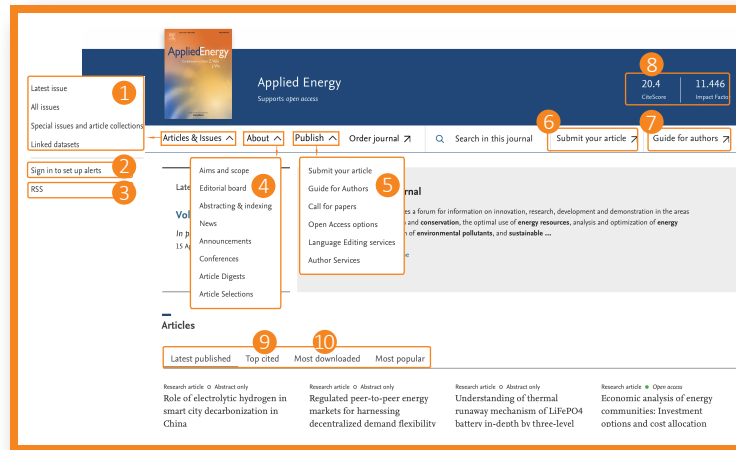 AppliedEnergy
Applied Energy
Supports open access
8
20.4
CiteScore
11.446
Impact Facto
1
Latest issue
All issues
Special issues and article collections
Linked datasets
2
Sign in to set up alerts
3
RSS
Articles & Issues
About
Publish
Order journal
Search in this journal
6
Submit your article
7
Guide for authors
4
Aims and scope
Editorial board
Abstracting & indexing
News
Announcements
Conferences
Article Digests
Article Selections
5
Submit your article
Guide for Authors
Call for papers
Open Access options
Language Editing services
Author Services
Late
Vol
In p
15 Ap
rnal
es a forum for information on innovation, research, development and demonstration in the areas
and conservation, the optimal use of energy resources, analysis and optimization of energy
of environmental pollutants, and sustainable ...
e
Articles
9
10
Latest published
Top cited
Most downloaded
Most popular
Research article Abstract only
Role of electrolytic hydrogen in
smart city decarbonization in
China
Research article Abstract only
Regulated peer-to-peer energy
markets for harnessing
decentralized demand flexibility
Research article Abstract only
Understanding of thermal
runaway mechanism of LiFePO4
battery in-depth by three-level
Research article Open access
Economic analysis of energy
communities: Investment
options and cost allocation